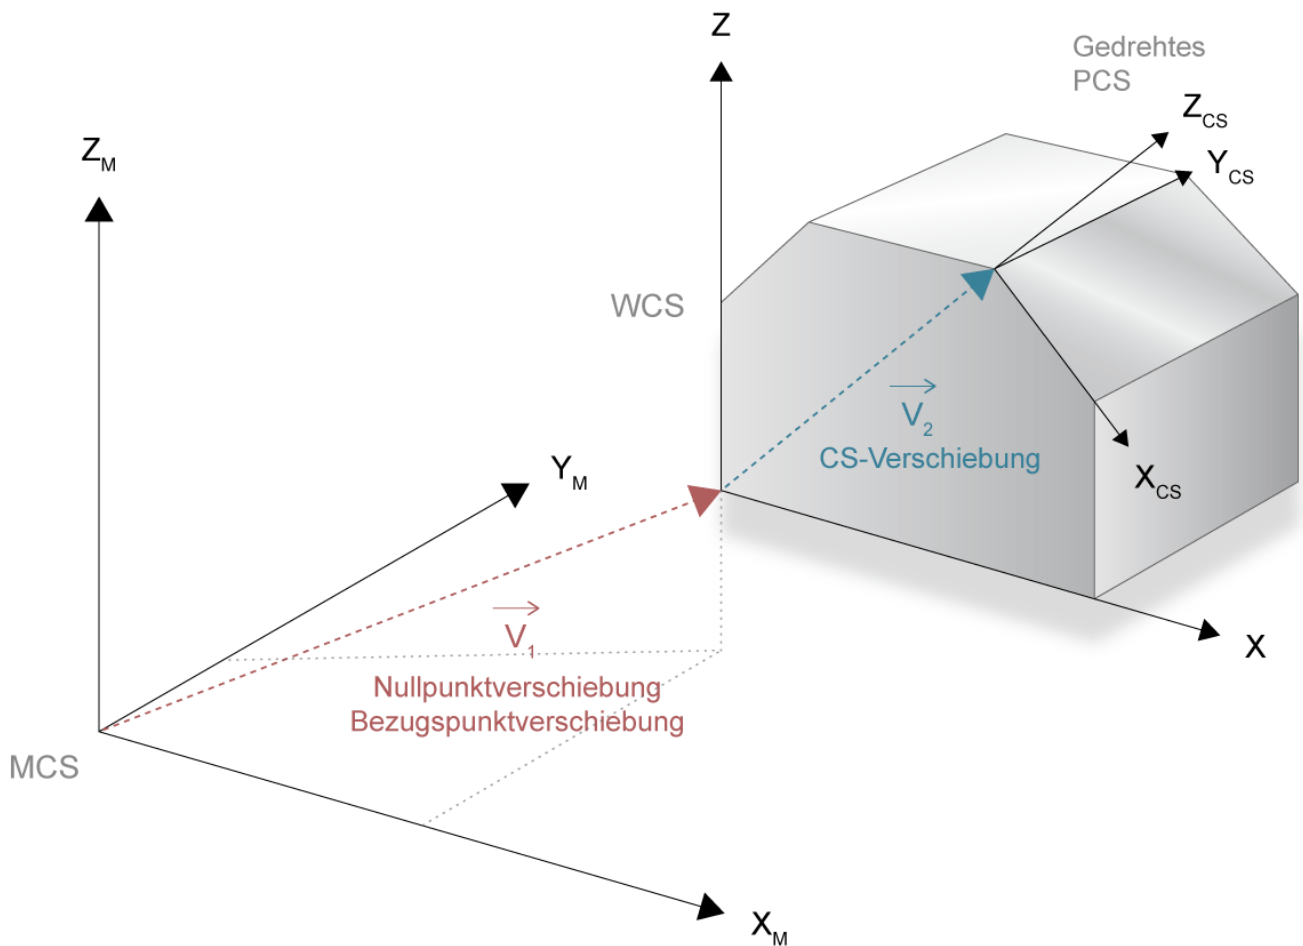 Z
Gedrehtes
PCS
Z_CS
Y_CS
Z_M
WCS
V_2
CS-Verschiebung
Y_M
X_CS
V_1
X
Nullpunktverschiebung
Bezugspunktverschiebung
MCS
X_M